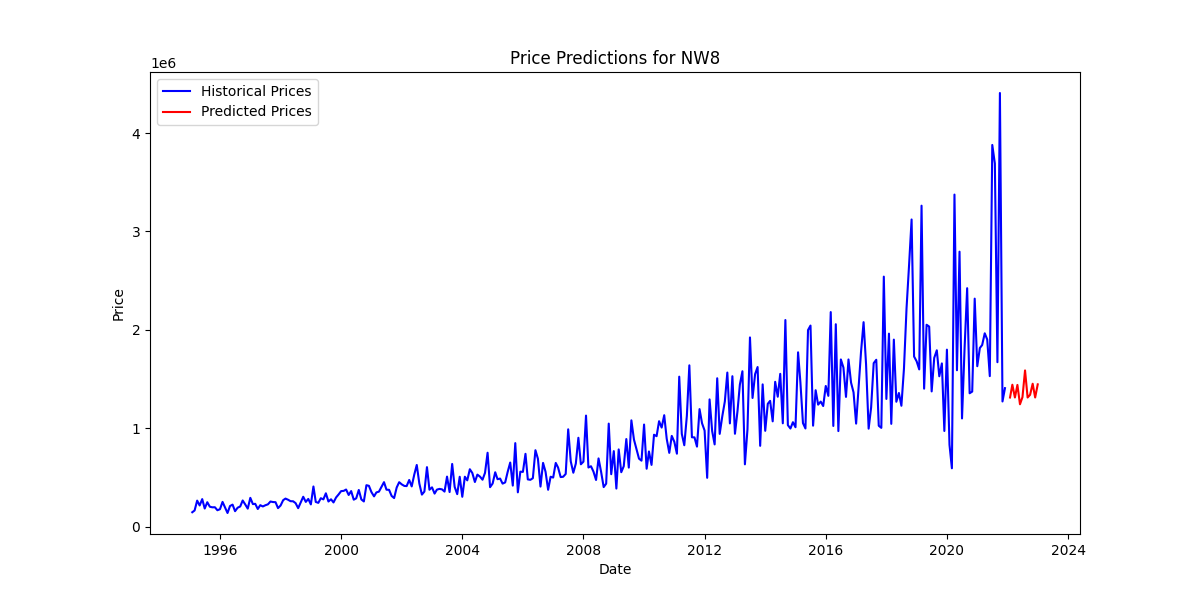 Price Predictions for NW8
1e6
Historical Prices
Predicted Prices
4
3
2
1
0
Price
1996 2000 2004 2008 2012 2016 2020 2024
Date